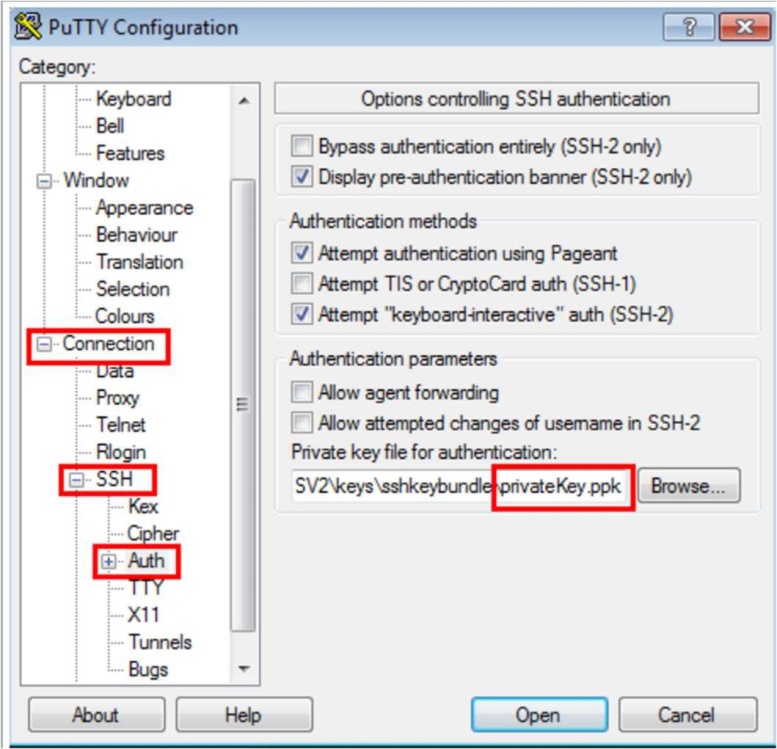 PuTTY Configuration
Category:
Keyboard
Bell
Features
Window
Appearance
Behaviour
Translation
Selection
Colours
Connection
Data
Proxy
Telnet
Rlogin
SSH
Kex
Cipher
Auth
TTY
X11
Tunnels
Bugs
Options controlling SSH authentication
Bypass authentication entirely (SSH-2 only)
Display pre-authentication banner (SSH-2 only)
Authentication methods
Attempt authentication using Pageant
Attempt TIS or CryptoCard auth (SSH-1)
Attempt "keyboard-interactive" auth (SSH-2)
Authentication parameters
Allow agent forwarding
Allow attempted changes of username in SSH-2
Private key file for authentication:
SV2\keys\sshkeybundle\privateKey.ppk
Browse...
About
Help
Open
Cancel